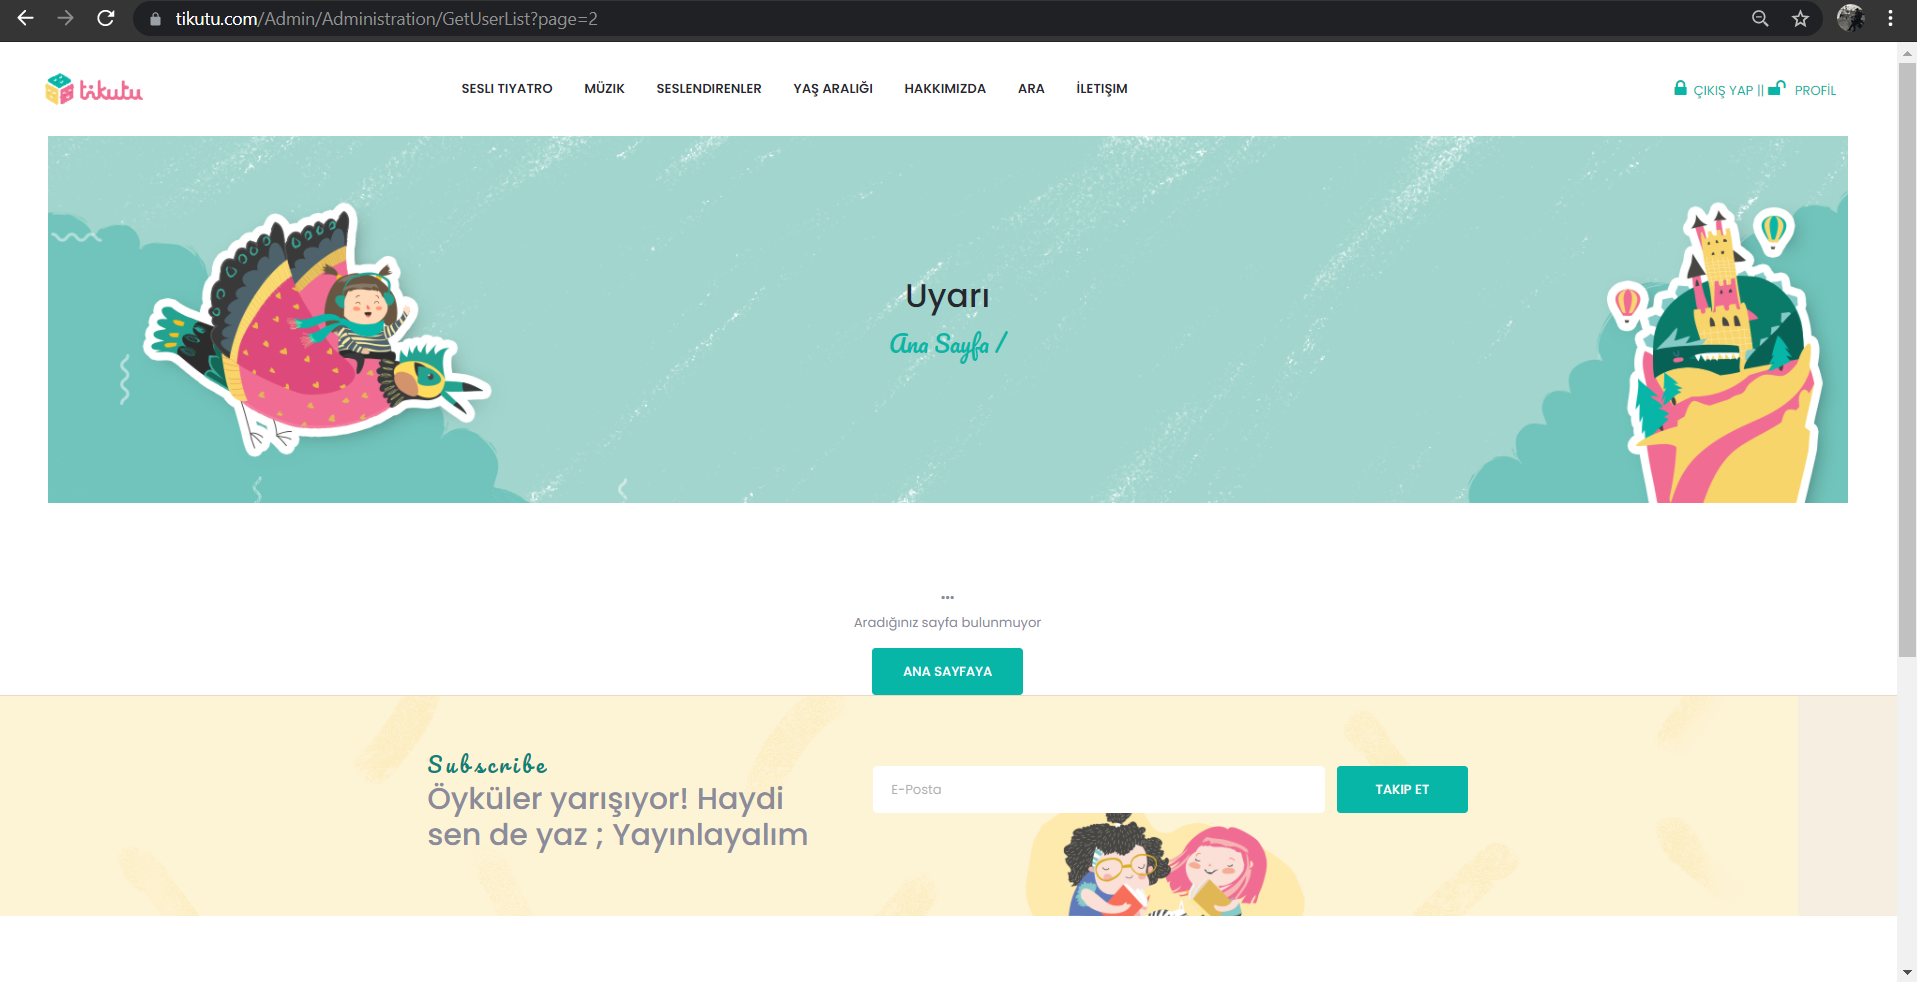 tikutu.com/Admin/Administration/GetUserList?page=2
tikutu
SESLI TIYATRO MÜZIK SESLENDIRENLER YAŞ ARALIĞI HAKKIMIZDA ARA İLETIŞIM
ÇIKIŞ YAP || PROFİL
Uyarı
Ana Sayfa /
...
Aradığınız sayfa bulunmuyor
ANA SAYFAYA
Subscribe
Öyküler yarışıyor! Haydi
sen de yaz ; Yayınlayalım
E-Posta
TAKIP ET